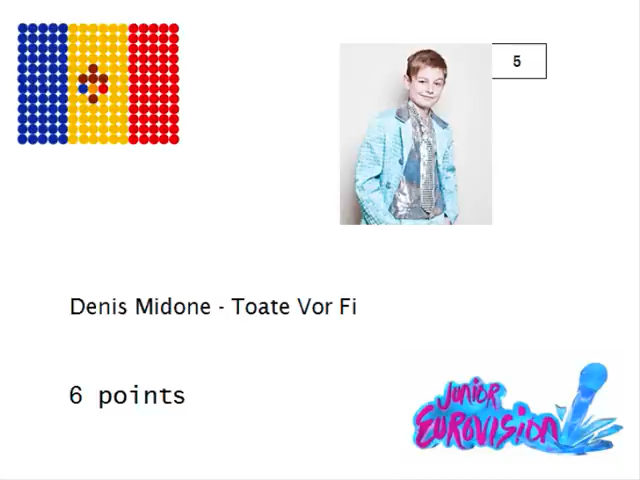 5
Denis Midone - Toate Vor Fi
6 points
JUNIOR
EUROVISION